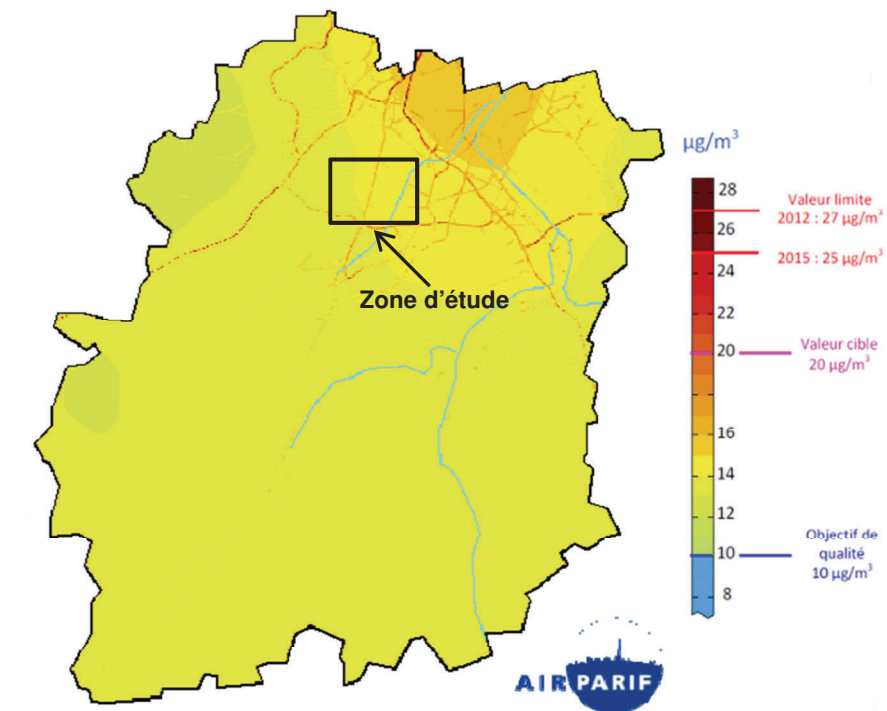 µg/m³
28
26
24
22
20
16
14
12
10
8
Valeur limite
2012 : 27 µg/m³
2015 : 25 µg/m³
Valeur cible
20 µg/m³
Objectif de
qualité
10 µg/m³
Zone d'étude
AIRPARIF